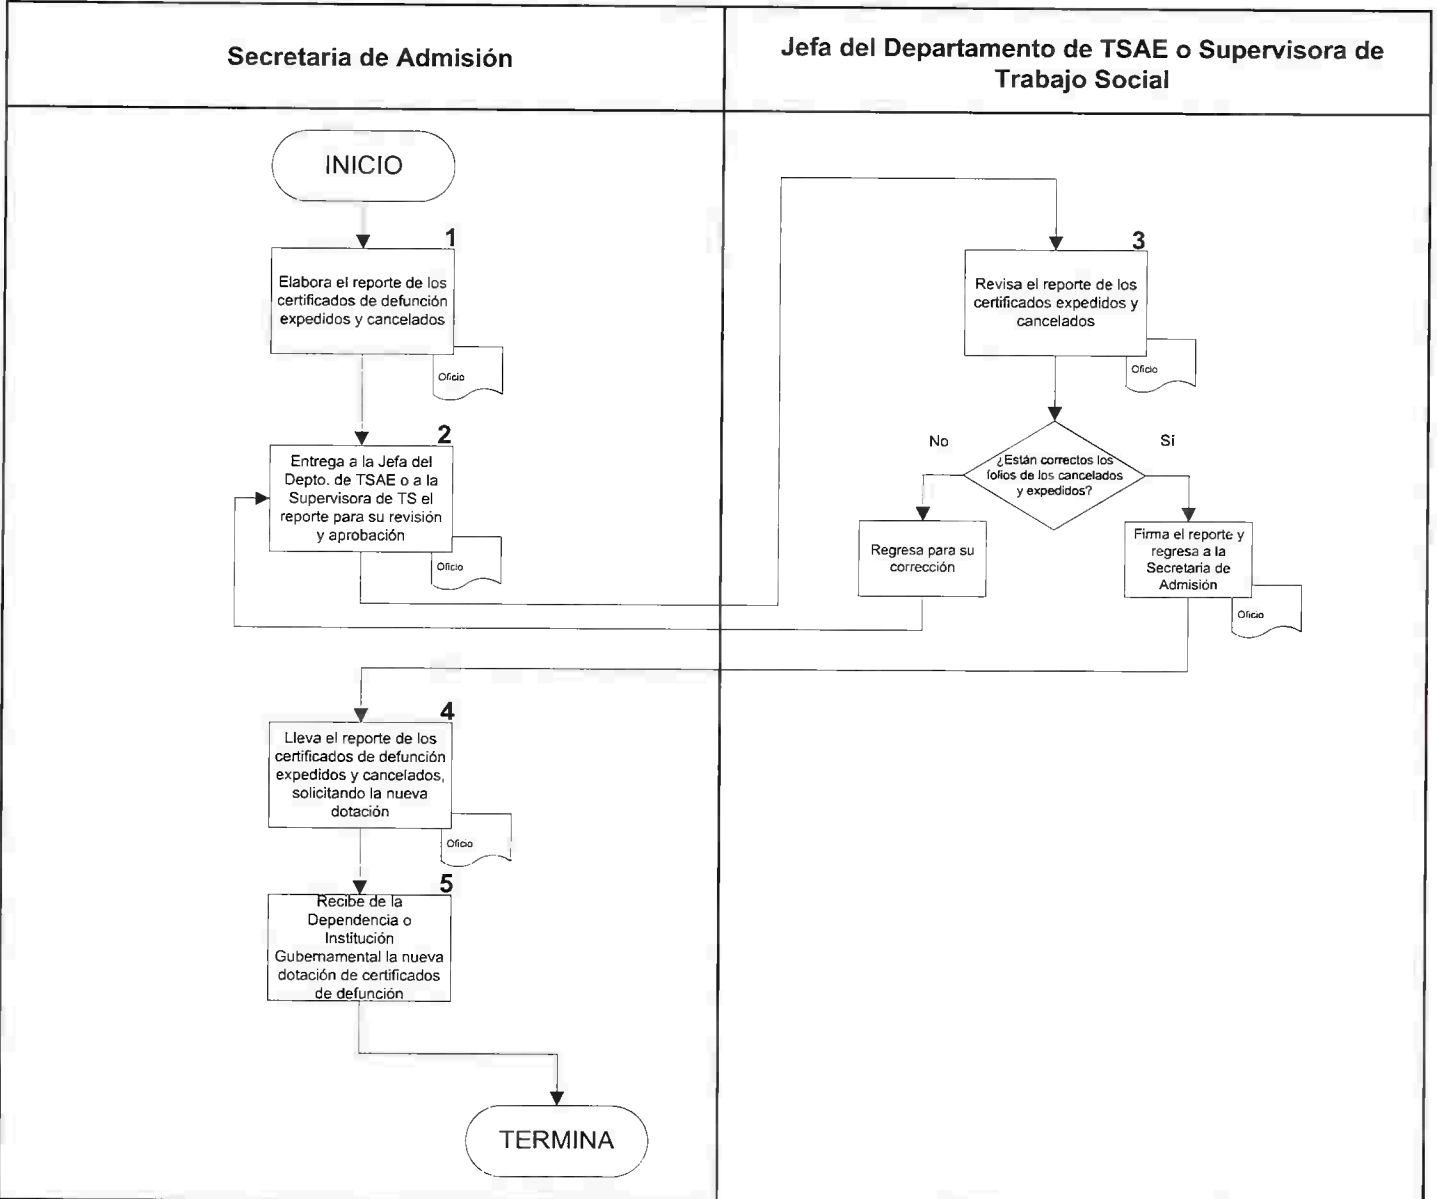 Secretaria de Admisión
Jefa del Departamento de TSAE o Supervisora de
Trabajo Social
INICIO
1
Elabora el reporte de los
certificados de defunción
expedidos y cancelados
Oficio
2
Entrega a la Jefa del
Depto. de TSAE o a la
Supervisora de TS el
reporte para su revisión
y aprobación
Oficio
3
Revisa el reporte de los
certificados expedidos y
cancelados
Oficio
No
Sí
¿Están correctos los
folios de los cancelados
y expedidos?
Regresa para su
corrección
Firma el reporte y
regresa a la
Secretaria de
Admisión
Oficio
4
Lleva el reporte de los
certificados de defunción
expedidos y cancelados,
solicitando la nueva
dotación
Oficio
5
Recibe de la
Dependencia o
Institución
Gubernamental la nueva
dotación de certificados
de defunción
TERMINA